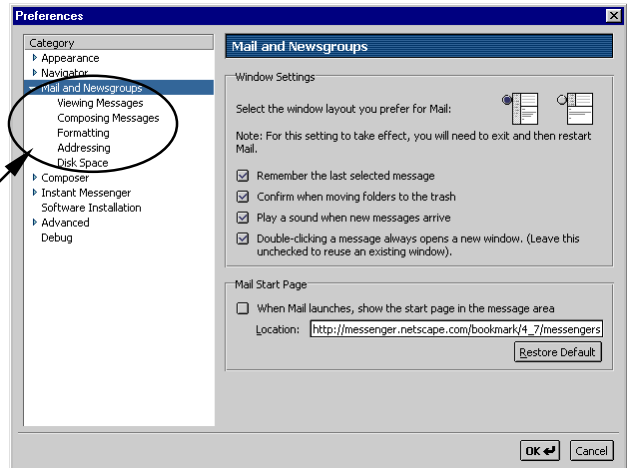 Preferences
Category
Appearance
Navigator
Mail and Newsgroups
Viewing Messages
Composing Messages
Formatting
Addressing
Disk Space
Composer
Instant Messenger
Software Installation
Advanced
Debug
Mail and Newsgroups
Window Settings
Select the window layout you prefer for Mail:
Note: For this setting to take effect, you will need to exit and then restart
Mail.
Remember the last selected message
Confirm when moving folders to the trash
Play a sound when new messages arrive
Double-clicking a message always opens a new window. (Leave this
unchecked to reuse an existing window).
Mail Start Page
When Mail launches, show the start page in the message area
Location: http://messenger.netscape.com/bookmark/4_7/messengers
Restore Default
OK Cancel